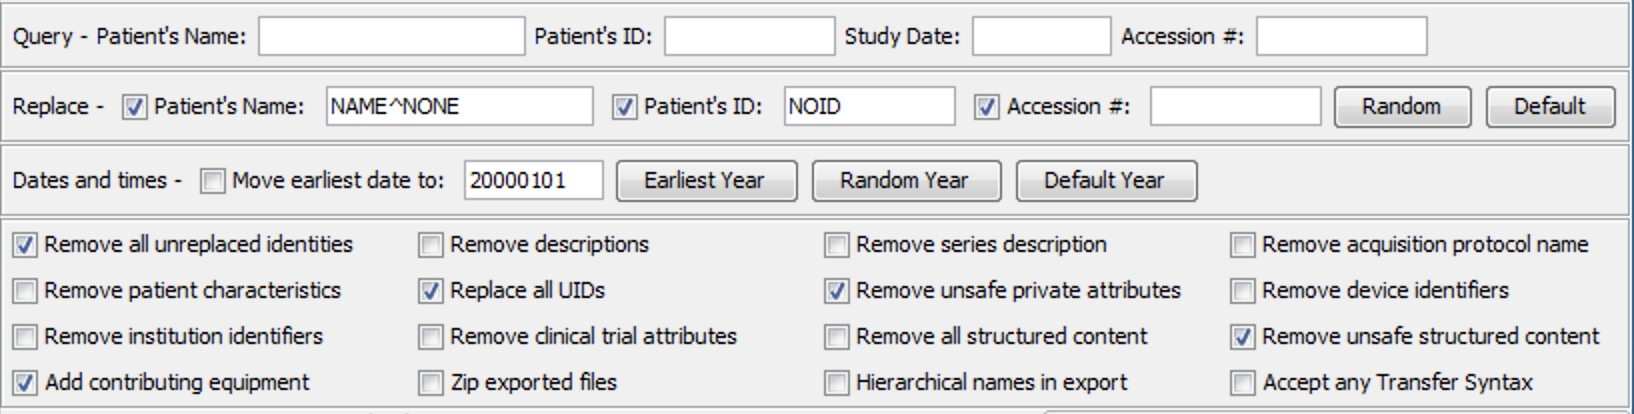 Query - Patient's Name: Patient's ID: Study Date: Accession #:
Replace - Patient's Name: NAME^NONE Patient's ID: NOID Accession #: Random Default
Dates and times - Move earliest date to: 20000101 Earliest Year Random Year Default Year
Remove all unreplaced identities Remove descriptions Remove series description Remove acquisition protocol name
Remove patient characteristics Replace all UIDs Remove unsafe private attributes Remove device identifiers
Remove institution identifiers Remove clinical trial attributes Remove all structured content Remove unsafe structured content
Add contributing equipment Zip exported files Hierarchical names in export Accept any Transfer Syntax